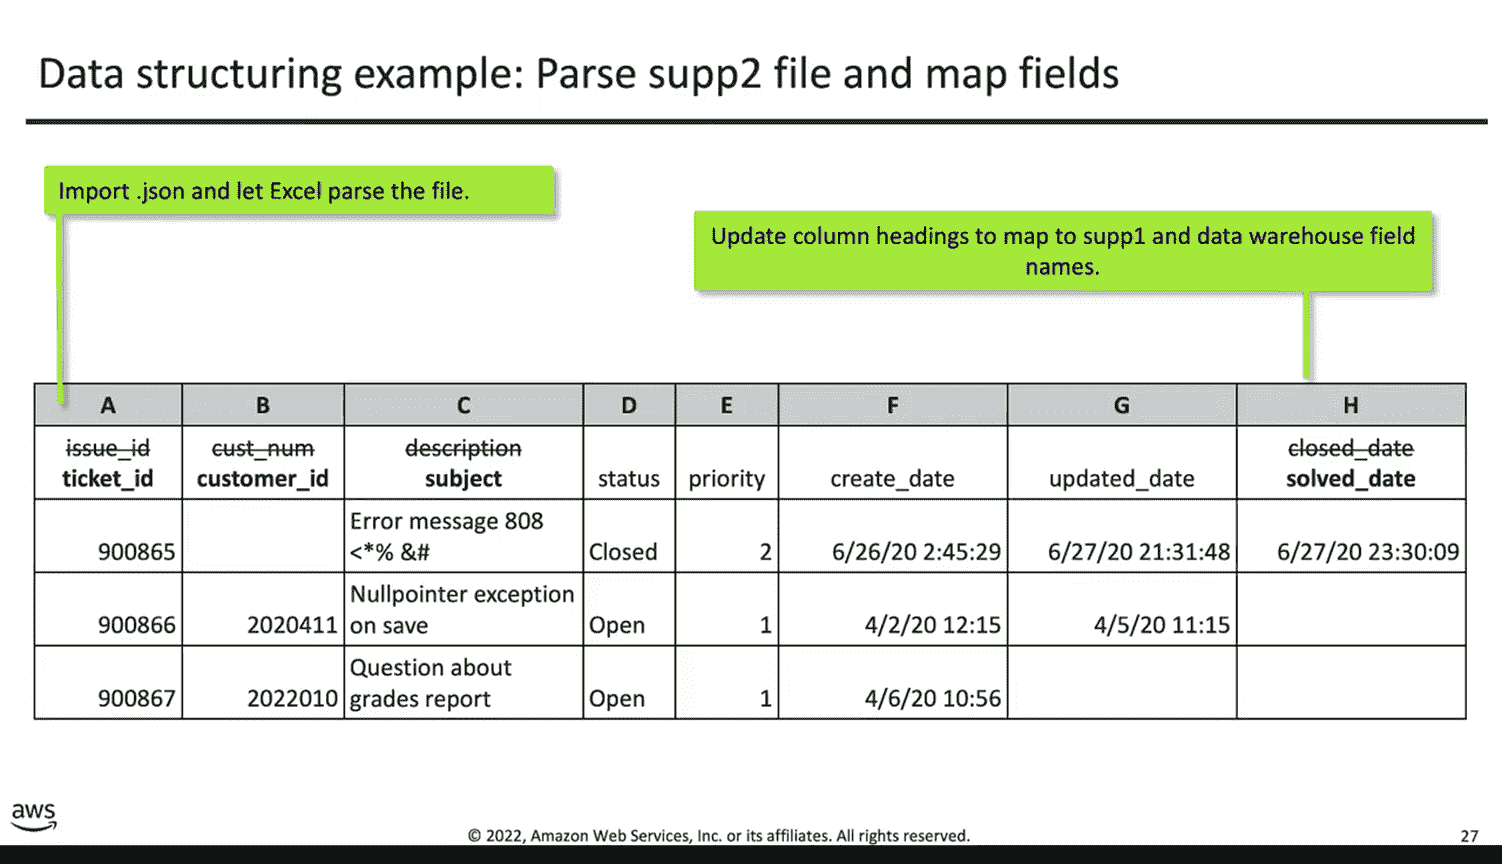 Data structuring example: Parse supp2 file and map fields
Import .json and let Excel parse the file.
Update column headings to map to supp1 and data warehouse field
names.
A B C D E F G H
issue_id cust_num description closed_date
ticket_id customer_id subject status priority create_date updated_date solved_date
Error message 808
900865 <*% &# Closed 2 6/26/20 2:45:29 6/27/20 21:31:48 6/27/20 23:30:09
Nullpointer exception
900866 2020411 on save Open 1 4/2/20 12:15 4/5/20 11:15
Question about
900867 2022010 grades report Open 1 4/6/20 10:56
aws
© 2022, Amazon Web Services, Inc. or its affiliates. All rights reserved.
27